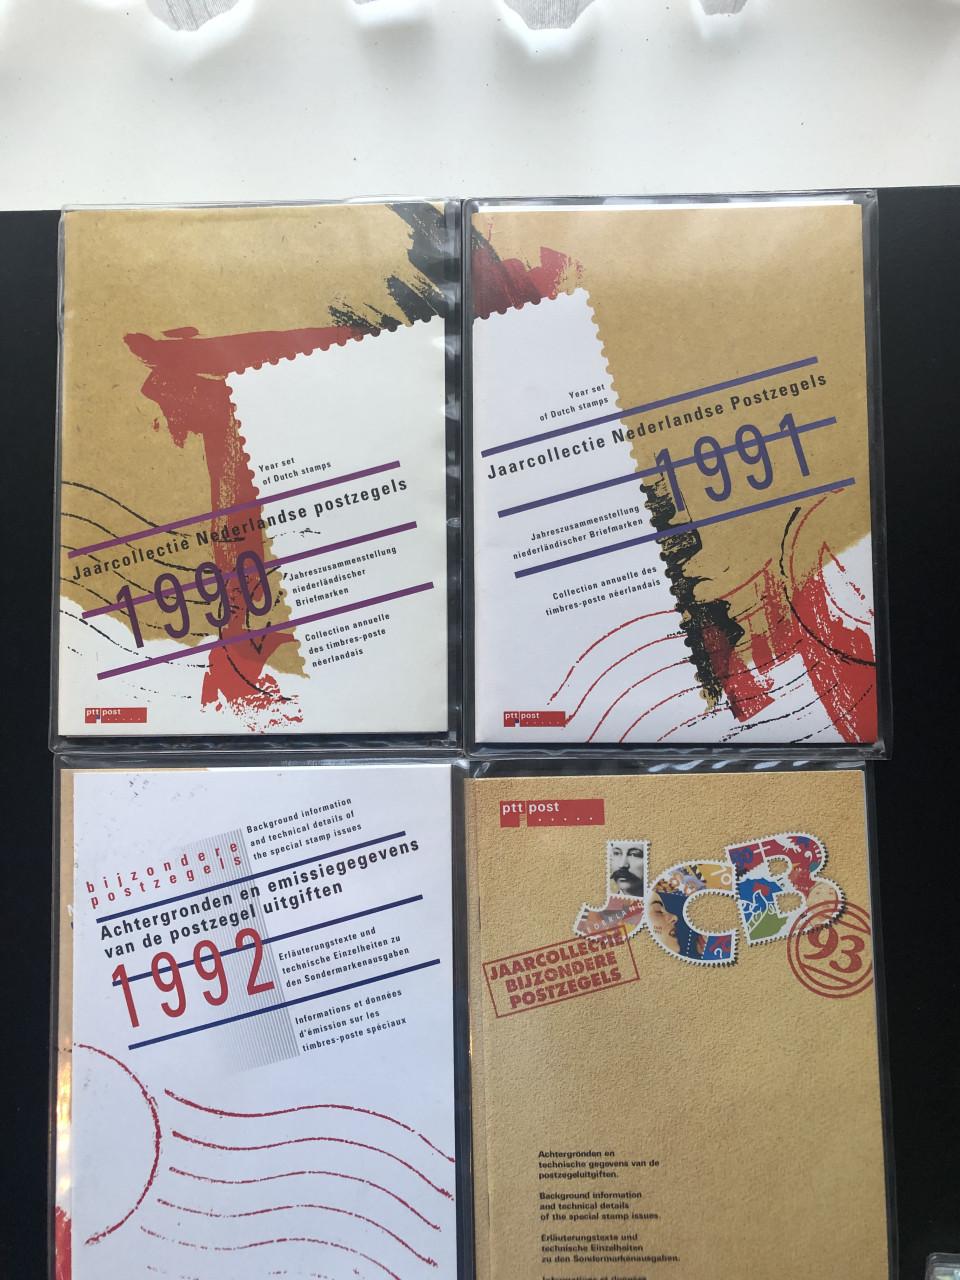 Year set
of Dutch stamps
Jaarcollectie Nederlandse postzegels
1990
Jahreszusammenstellung
niederländischer
Briefmarken
Collection annuelle
des timbres-poste
néerlandais
ptt post
Year set
of Dutch stamps
Jaarcollectie Nederlandse Postzegels
1991
Jahreszusammenstellung
niederländischer Briefmarken
Collection annuelle des
timbres-poste néerlandais
ptt post
bijzondere
postzegels
Background information
and technical details of
the special stamp issues
Achtergronden en emissiegegevens
van de postzegel uitgiften
1992
Erläuterungstexte und
technische Einzelheiten zu
den Sondermarkenausgaben
Informations et données
d'émission sur les
timbres-poste spéciaux
ptt post
JCB
NEDERLAN
93
JAARCOLLECTIE
BIJZONDERE
POSTZEGELS
Achtergronden en
technische gegevens van de
postzegeluitgiften.
Background information
and technical details
of the special stamp issues.
Erläuterungstexte und
technische Einzelheiten
zu den Sondermarkenausgaben.
Informations et données